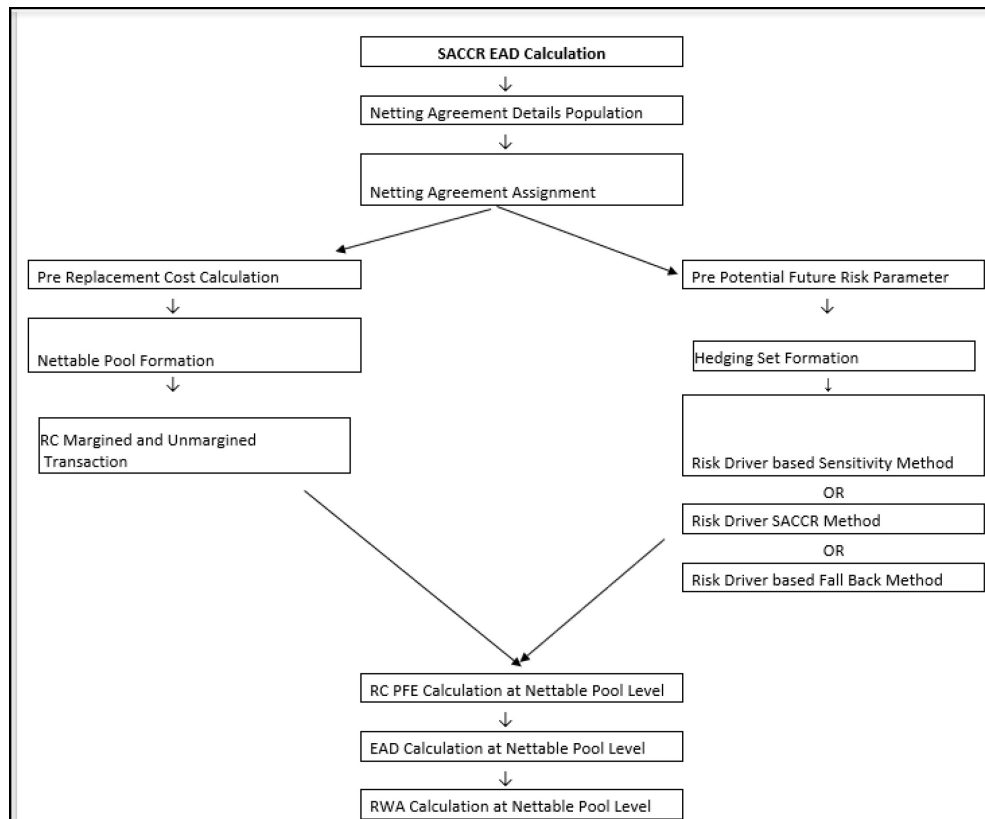 SACCR EAD Calculation
Netting Agreement Details Population
Netting Agreement Assignment
Pre Replacement Cost Calculation
Nettable Pool Formation
RC Margined and Unmargined
Transaction
Pre Potential Future Risk Parameter
Hedging Set Formation
Risk Driver based Sensitivity Method
OR
Risk Driver SACCR Method
OR
Risk Driver based Fall Back Method
RC PFE Calculation at Nettable Pool Level
EAD Calculation at Nettable Pool Level
RWA Calculation at Nettable Pool Level